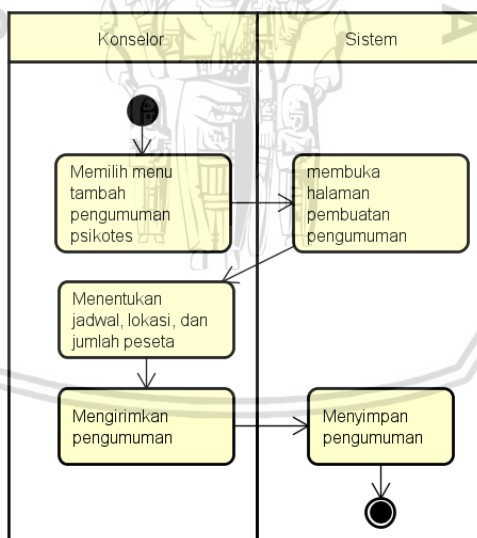 Konselor
Sistem
Memilih menu
tambah
pengumuman
psikotes
membuka
halaman
pembuatan
pengumuman
Menentukan
jadwal, lokasi, dan
jumlah peseta
Mengirimkan
pengumuman
Menyimpan
pengumuman